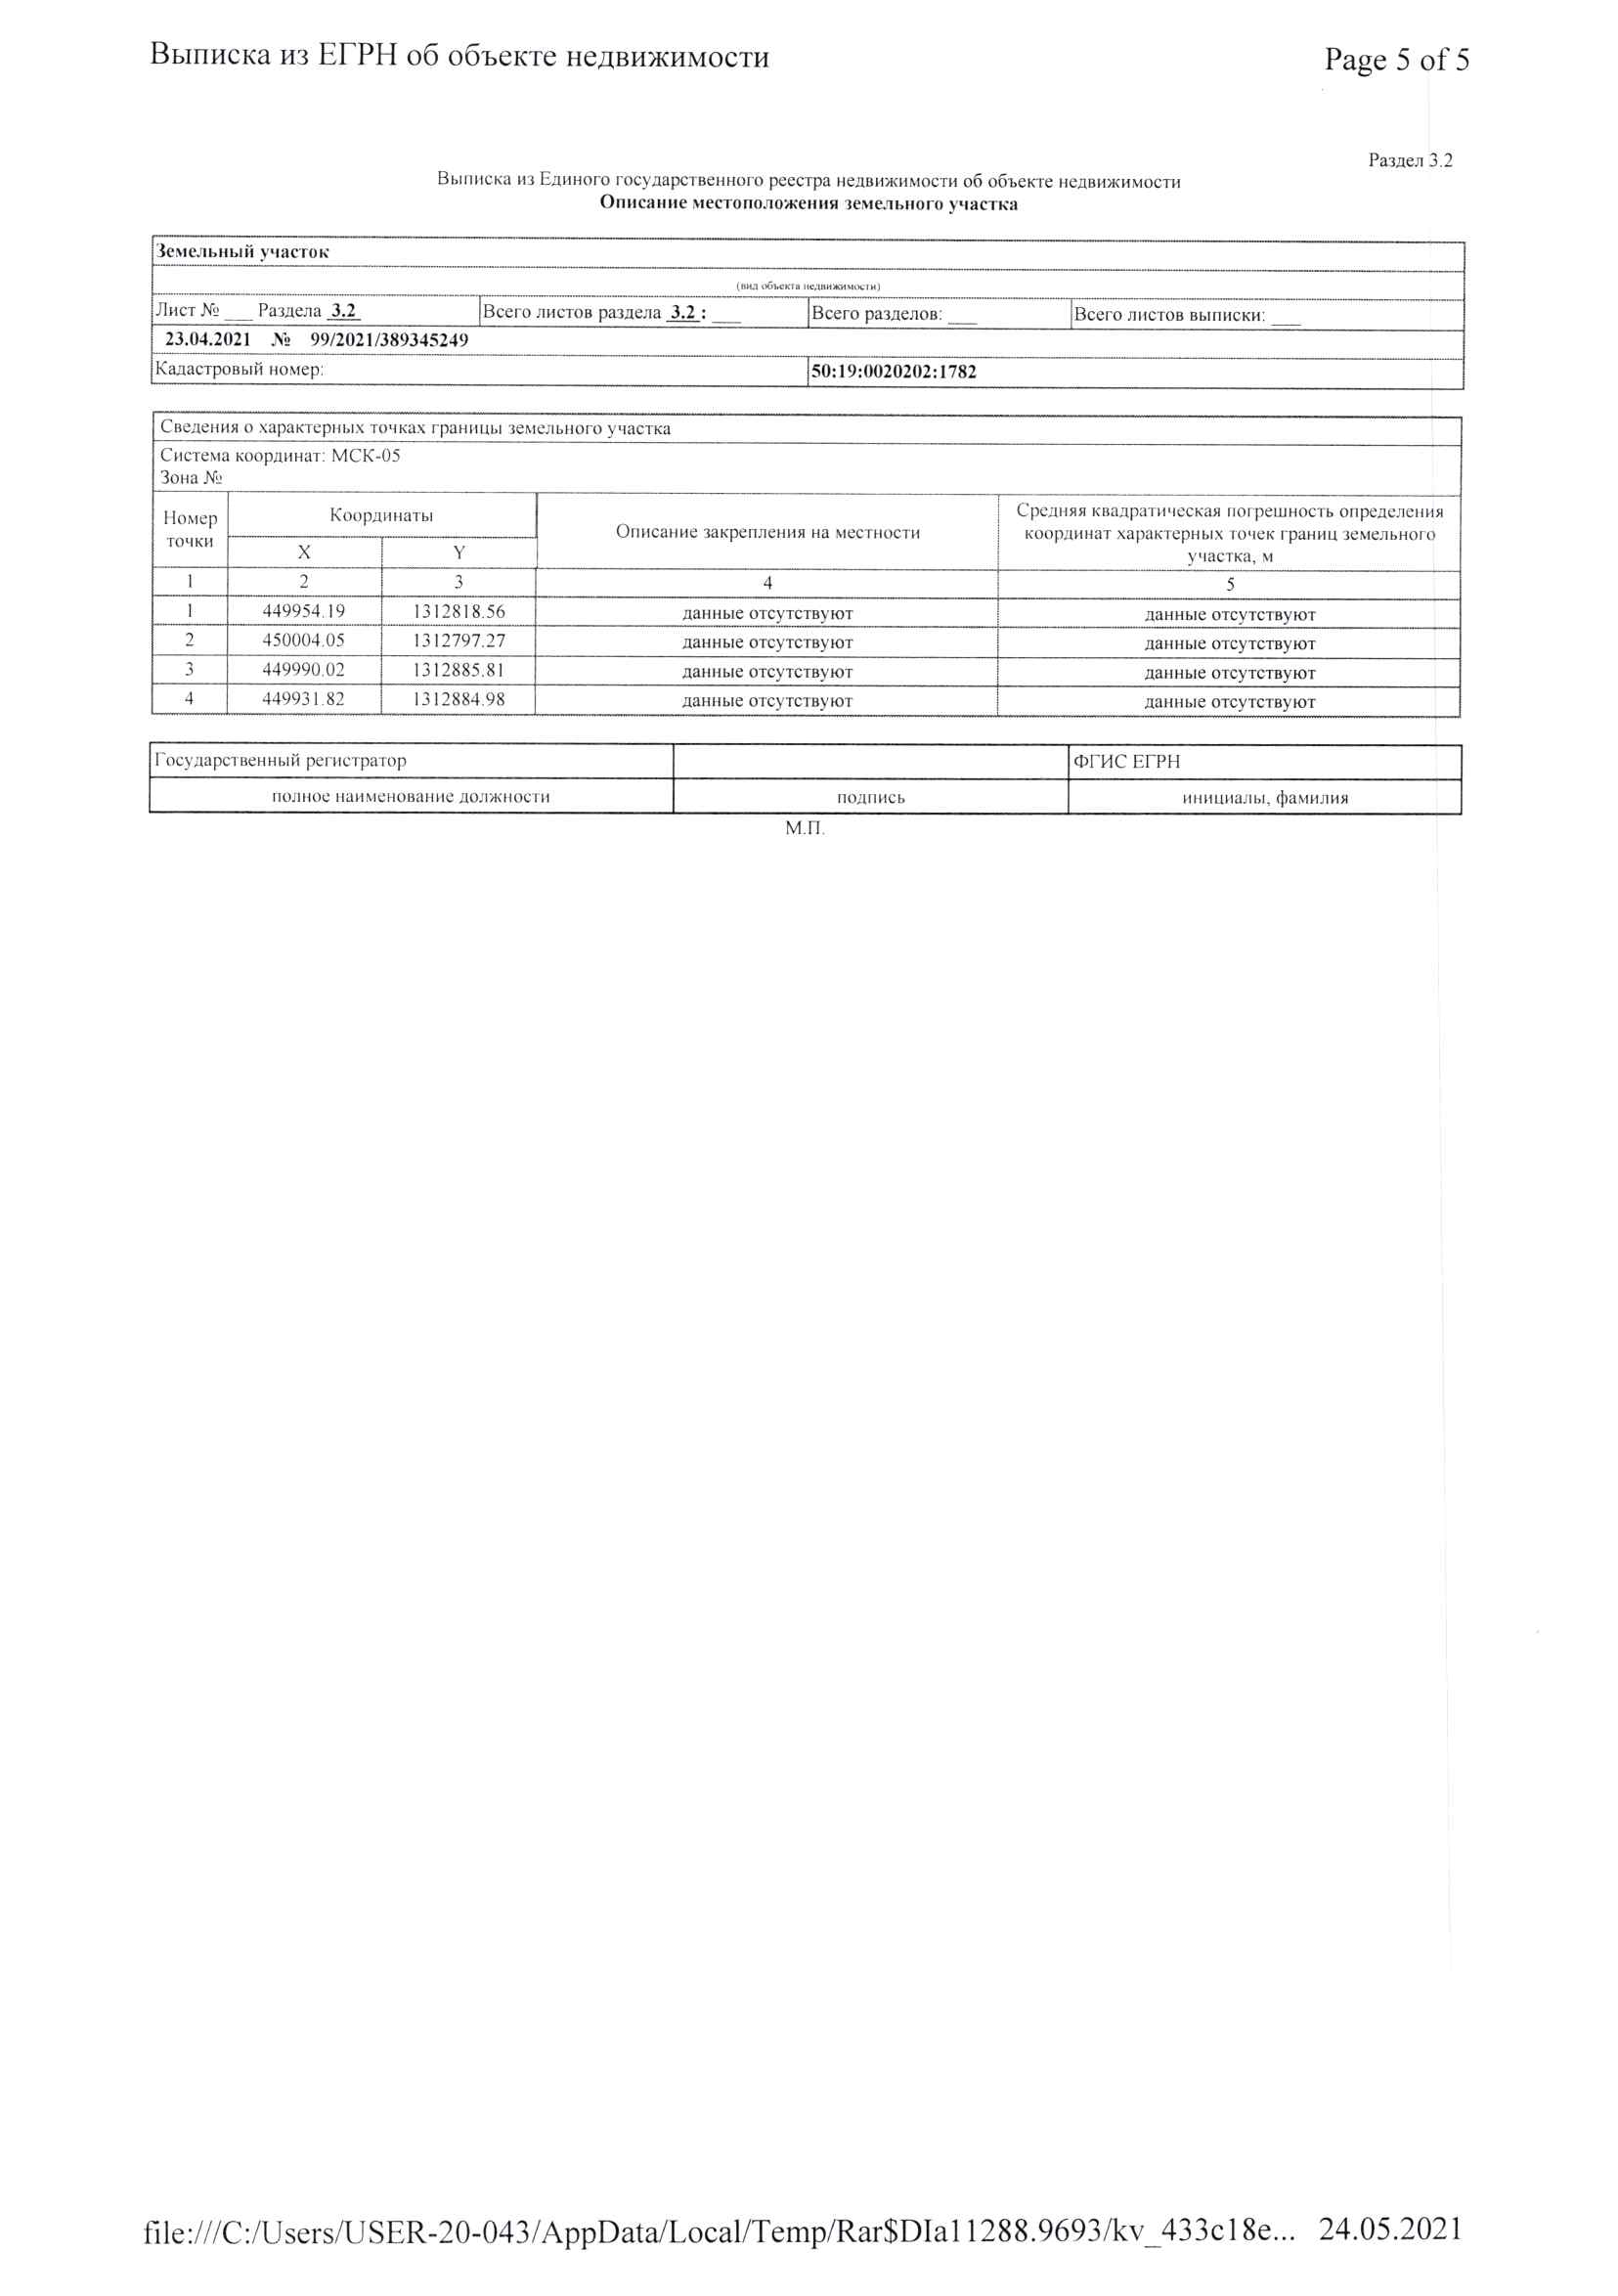 Выписка из ЕГРН об объекте недвижимости Page 5 of 5
Раздел 3.2
Выписка из Единого государственного реестра недвижимости об объекте недвижимости
Описание местоположения земельного участка
Земельный участок
(вид объекта недвижимости)
Лист № ___ Раздела 3.2 Всего листов раздела 3.2 : ___ Всего разделов: ___ Всего листов выписки: ___
23.04.2021 № 99/2021/389345249
Кадастровый номер: 50:19:0020202:1782
Сведения о характерных точках границы земельного участка
Система координат: МСК-05
Зона №
Номер точки Координаты Описание закрепления на местности Средняя квадратическая погрешность определения координат характерных точек границ земельного участка, м
X Y
1 2 3 4 5
1 449954.19 1312818.56 данные отсутствуют данные отсутствуют
2 450004.05 1312797.27 данные отсутствуют данные отсутствуют
3 449990.02 1312885.81 данные отсутствуют данные отсутствуют
4 449931.82 1312884.98 данные отсутствуют данные отсутствуют
Государственный регистратор ФГИС ЕГРН
полное наименование должности подпись инициалы, фамилия
М.П.
file:///C:/Users/USER-20-043/AppData/Local/Temp/Rar$DIa11288.9693/kv_433c18e... 24.05.2021